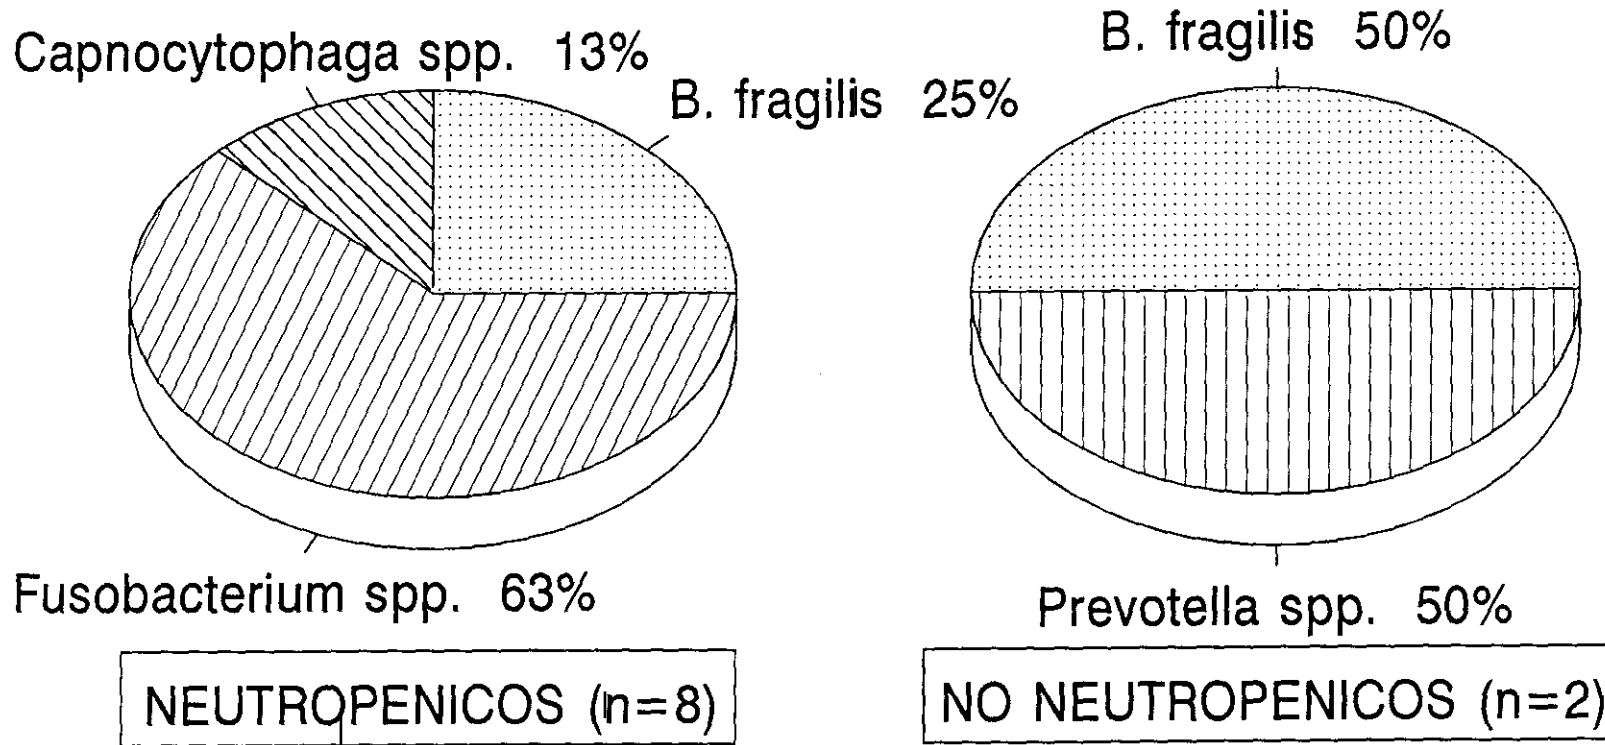 Capnocytophaga spp. 13%
B. fragilis 25%
Fusobacterium spp. 63%
NEUTROPENICOS (n=8)
B. fragilis 50%
Prevotella spp. 50%
NO NEUTROPENICOS (n=2)